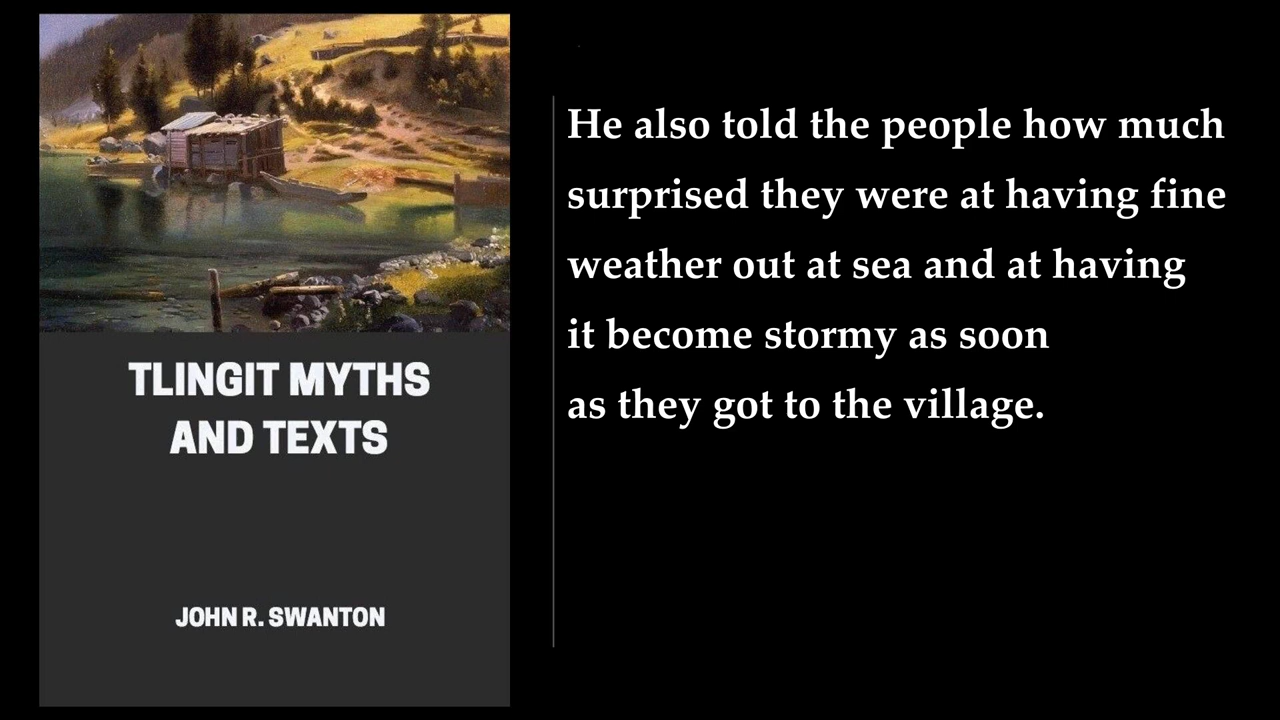 TLINGIT MYTHS
AND TEXTS
JOHN R. SWANTON
He also told the people how much
surprised they were at having fine
weather out at sea and at having
it become stormy as soon
as they got to the village.